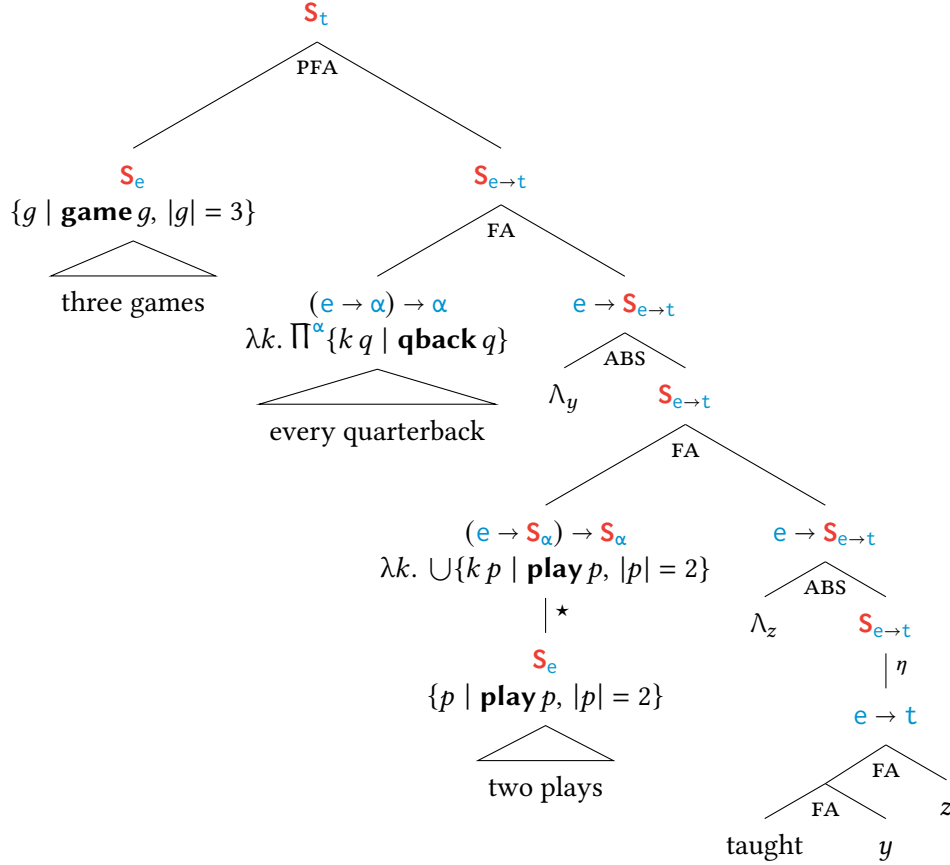 S_t
PFA
S_e S_{e→t}
{g | game g, |g| = 3} FA
three games (e → α) → α e → S_{e→t}
λk. ∏^α{k q | qback q} ABS
every quarterback Λ_y S_{e→t}
FA
(e → S_α) → S_α e → S_{e→t}
λk. ⋃{k p | play p, |p| = 2} ABS
★ Λ_z S_{e→t}
S_e η
{p | play p, |p| = 2} e → t
two plays FA
FA z
taught y